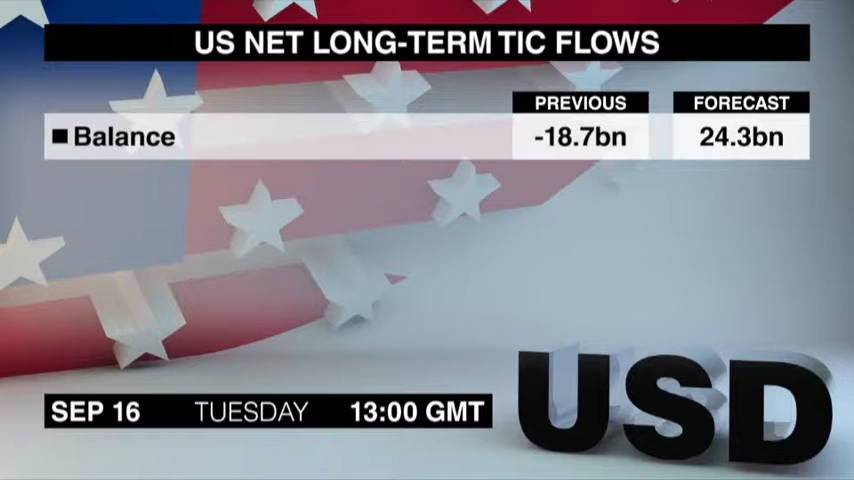 US NET LONG-TERM TIC FLOWS
PREVIOUS FORECAST
Balance -18.7bn 24.3bn
SEP 16 TUESDAY 13:00 GMT
USD